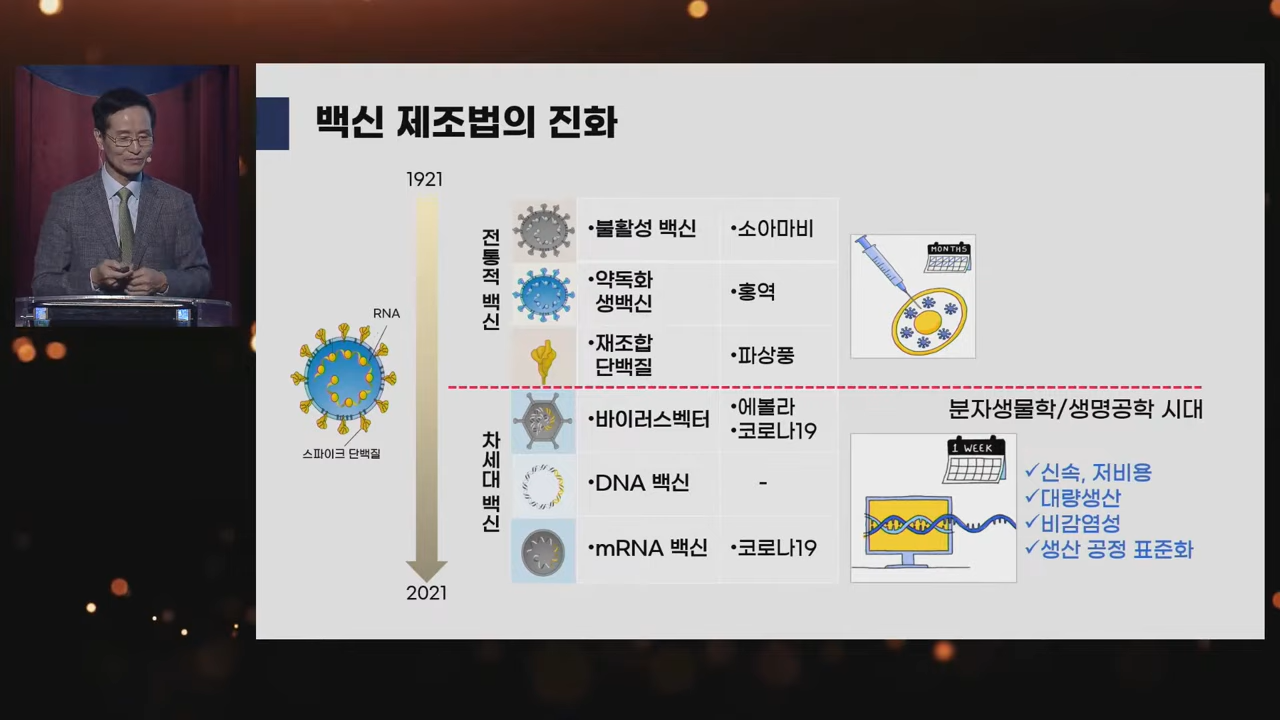 백신 제조법의 진화
1921
전통적 백신
•불활성 백신
•소아마비
•약독화
생백신
•홍역
•재조합
단백질
•파상풍
MONTHS
RNA
스파이크 단백질
분자생물학/생명공학 시대
차세대 백신
•바이러스벡터
•에볼라
•코로나19
•DNA 백신
-
•mRNA 백신
•코로나19
1 WEEK
✓신속, 저비용
✓대량생산
✓비감염성
✓생산 공정 표준화
2021